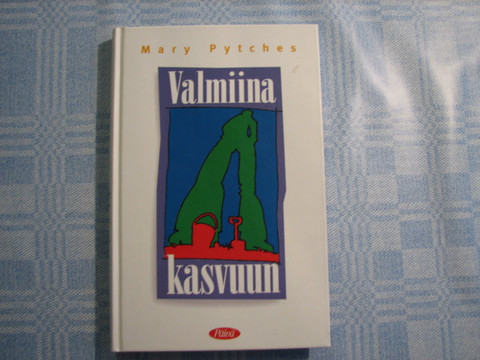 Mary Pytches
Valmiina
kasvuun
Päivä